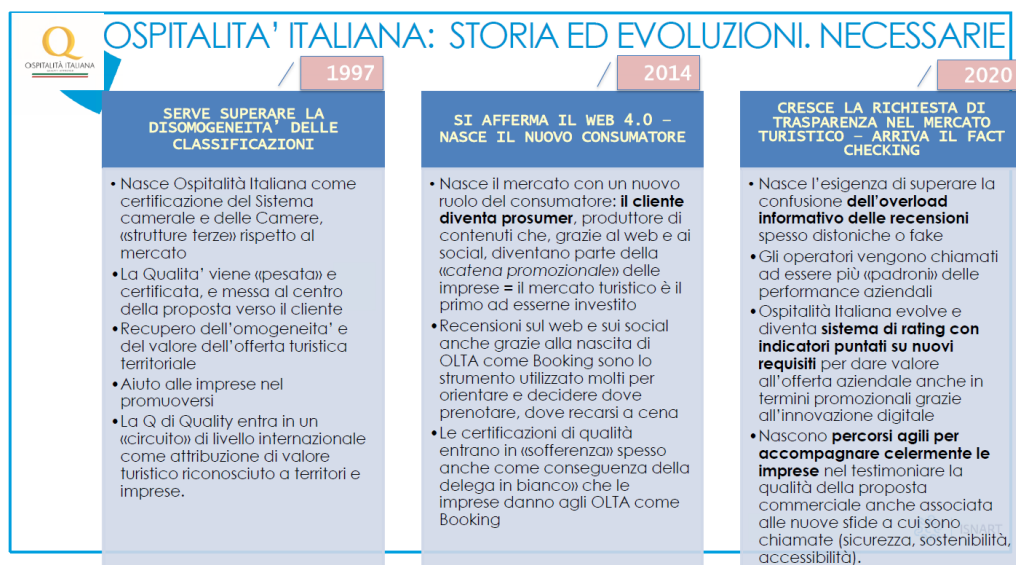 OSPITALITA’ ITALIANA: STORIA ED EVOLUZIONI. NECESSARIE
Q
OSPITALITÀ ITALIANA
1997
SERVE SUPERARE LA
DISOMOGENEITA’ DELLE
CLASSIFICAZIONI
• Nasce Ospitalità Italiana come
certificazione del Sistema
camerale e delle Camere,
«strutture terze» rispetto al
mercato
• La Qualita’ viene «pesata» e
certificata, e messa al centro
della proposta verso il cliente
• Recupero dell’omogeneita’ e
del valore dell’offerta turistica
territoriale
• Aiuto alle imprese nel
promuoversi
• La Q di Quality entra in un
«circuito» di livello internazionale
come attribuzione di valore
turistico riconosciuto a territori e
imprese.
2014
SI AFFERMA IL WEB 4.0 –
NASCE IL NUOVO CONSUMATORE
• Nasce il mercato con un nuovo
ruolo del consumatore: il cliente
diventa prosumer, produttore di
contenuti che, grazie al web e ai
social, diventano parte della
«catena promozionale» delle
imprese = il mercato turistico è il
primo ad esserne investito
• Recensioni sul web e sui social
anche grazie alla nascita di
OLTA come Booking sono lo
strumento utilizzato molti per
orientare e decidere dove
prenotare, dove recarsi a cena
• Le certificazioni di qualità
entrano in «sofferenza» spesso
anche come conseguenza della
delega in bianco» che le
imprese danno agli OLTA come
Booking
2020
CRESCE LA RICHIESTA DI
TRASPARENZA NEL MERCATO
TURISTICO – ARRIVA IL FACT
CHECKING
• Nasce l’esigenza di superare la
confusione dell’overload
informativo delle recensioni
spesso distoniche o fake
• Gli operatori vengono chiamati
ad essere più «padroni» delle
performance aziendali
• Ospitalità Italiana evolve e
diventa sistema di rating con
indicatori puntati su nuovi
requisiti per dare valore
all’offerta aziendale anche in
termini promozionali grazie
all’innovazione digitale
• Nascono percorsi agili per
accompagnare celermente le
imprese nel testimoniare la
qualità della proposta
commerciale anche associata
alle nuove sfide a cui sono
chiamate (sicurezza, sostenibilità,
accessibilità).
ISNART